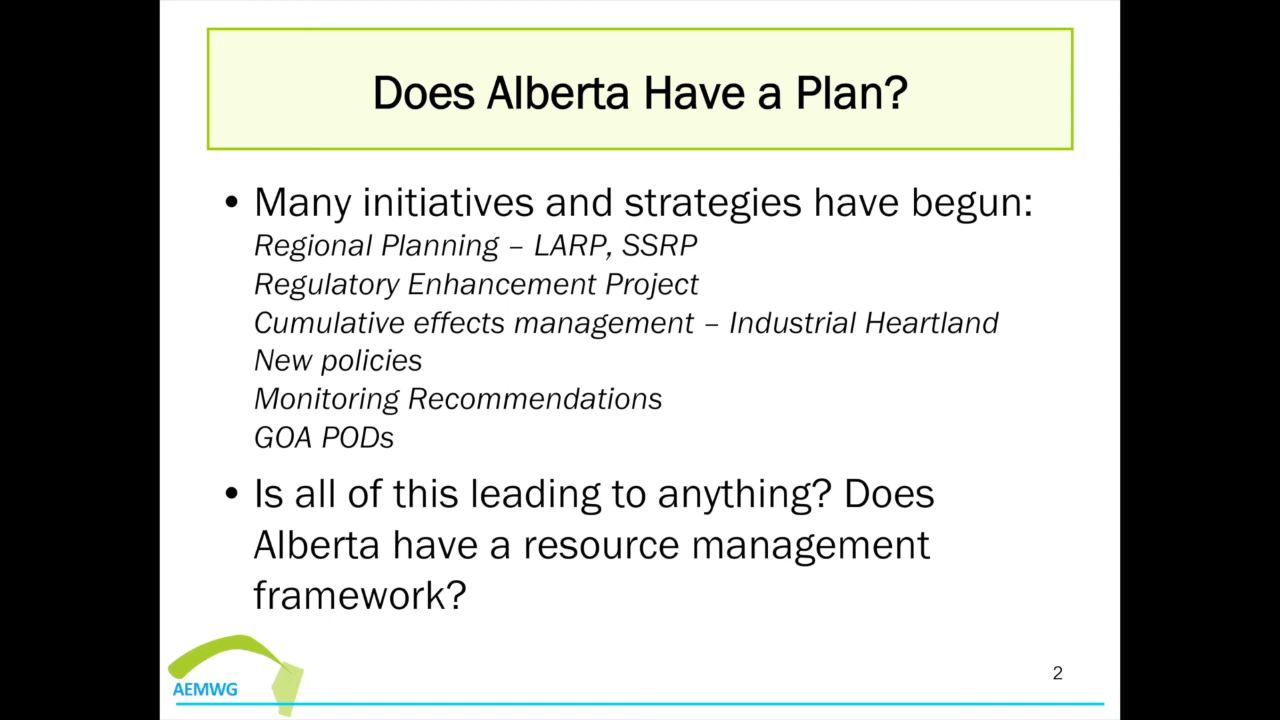 Does Alberta Have a Plan?
• Many initiatives and strategies have begun:
Regional Planning – LARP, SSRP
Regulatory Enhancement Project
Cumulative effects management – Industrial Heartland
New policies
Monitoring Recommendations
GOA PODs
• Is all of this leading to anything? Does
Alberta have a resource management
framework?
AEMWG
2